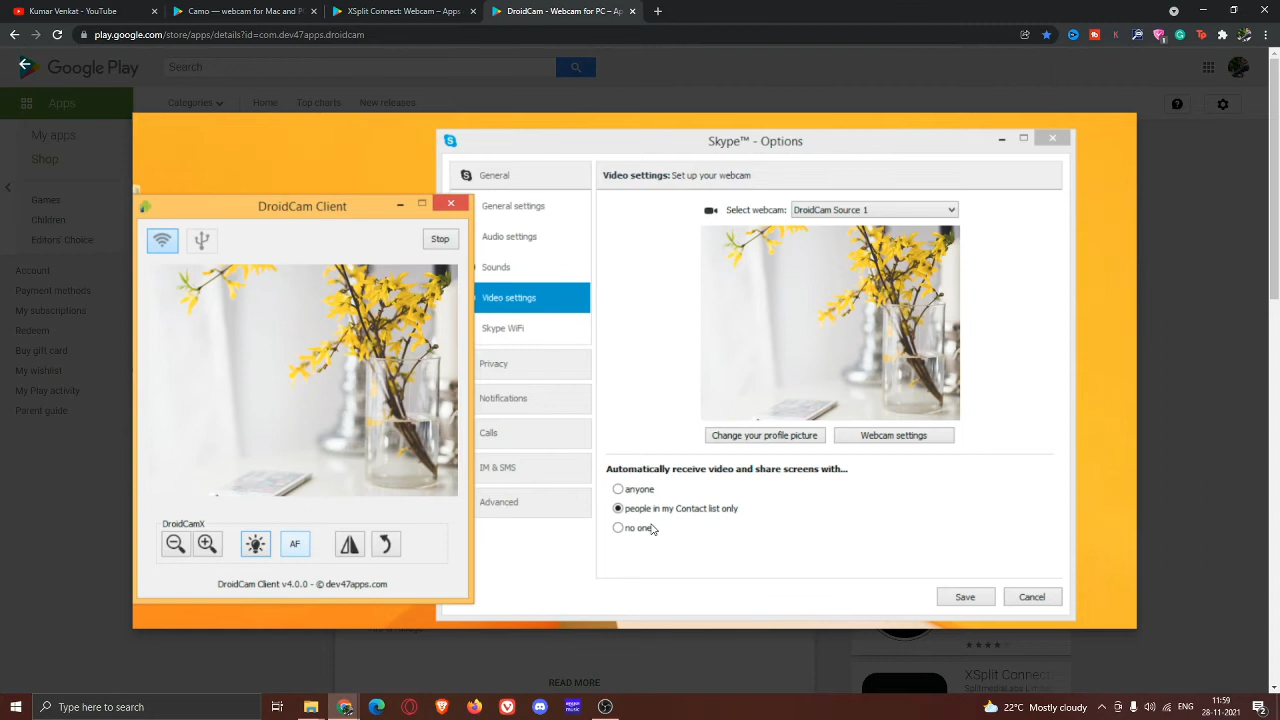 Kumar Venkat - YouTube
Camo — webcam for Mac and PC
XSplit Connect: Webcam - Apps
DroidCam - Webcam for PC – Ap
play.google.com/store/apps/details?id=com.dev47apps.droidcam
Google Play
Search
Apps
Categories
Home
Top charts
New releases
My apps
Shop
Games
Children
Editors' Choice
Account
Payment methods
My subscriptions
Redeem
Buy gift card
My wishlist
My Play activity
Parent guide
Skype™ - Options
General
General settings
Audio settings
Sounds
Video settings
Skype WiFi
Privacy
Notifications
Calls
IM & SMS
Advanced
Video settings: Set up your webcam
Select webcam: DroidCam Source 1
Change your profile picture
Webcam settings
Automatically receive video and share screens with...
anyone
people in my Contact list only
no one
Save
Cancel
DroidCam Client
Stop
DroidCamX
AF
DroidCam Client v4.0.0 - © dev47apps.com
READ MORE
XSplit Connect:
Type here to search
22°C Mostly cloudy
11:59
28-11-2021